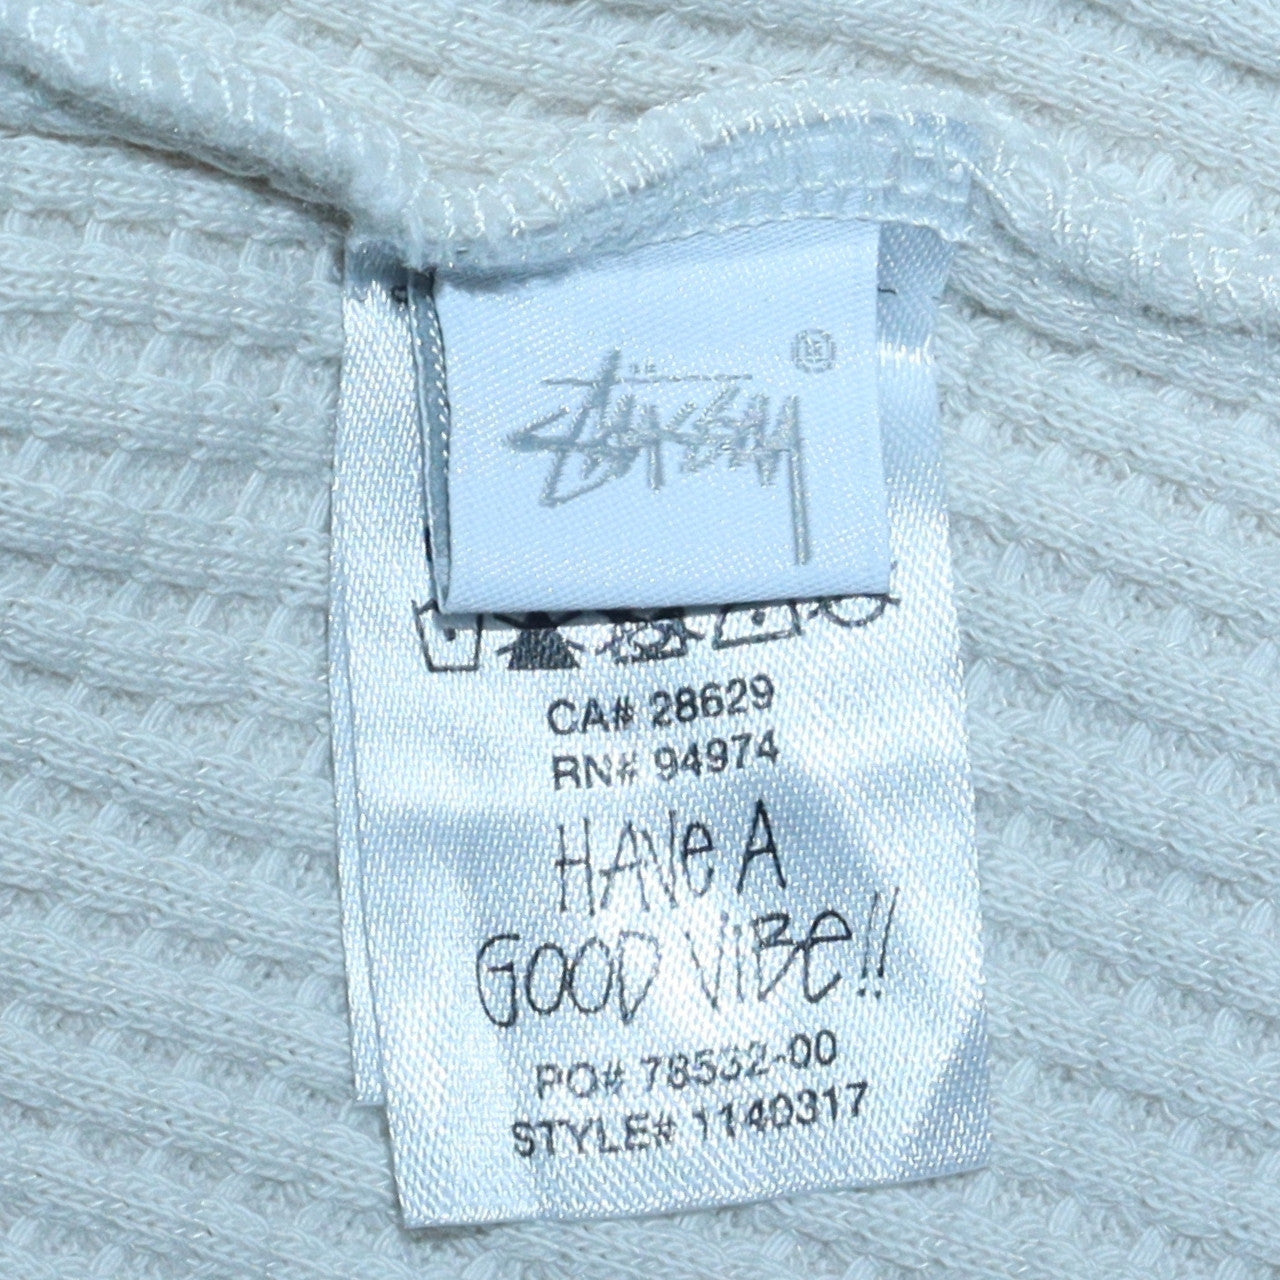 Stüssy ®
CA# 28629
RN# 94974
HAVe A
GOOD ViBe!!
PO# 78532-00
STYLE# 1140317